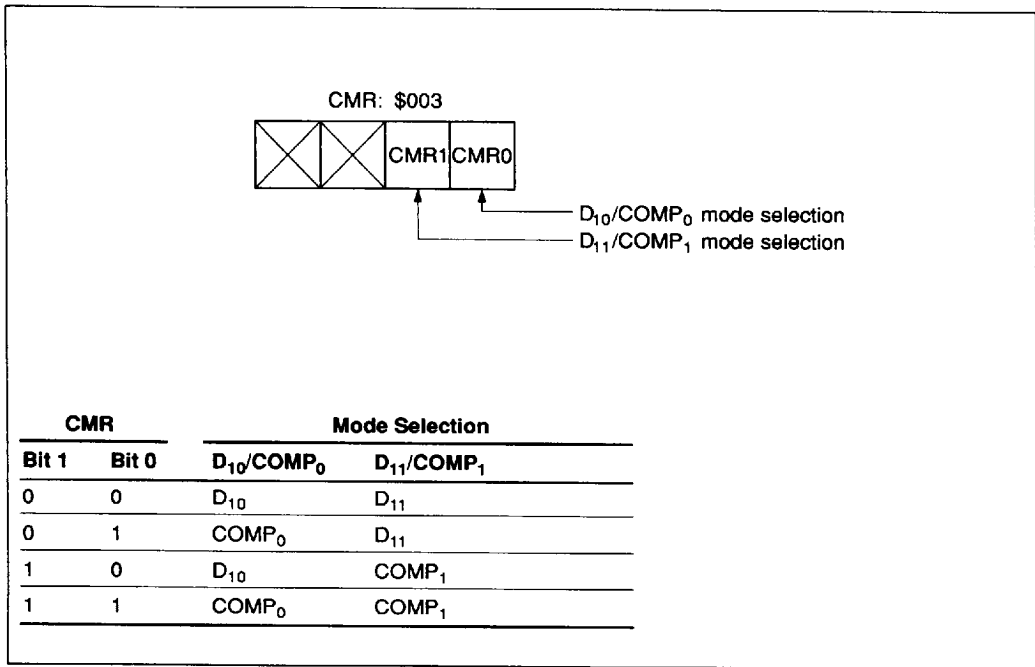 CMR: $003
CMR1 CMR0
D₁₀/COMP₀ mode selection
D₁₁/COMP₁ mode selection
CMR Mode Selection
Bit 1 Bit 0 D₁₀/COMP₀ D₁₁/COMP₁
0 0 D₁₀ D₁₁
0 1 COMP₀ D₁₁
1 0 D₁₀ COMP₁
1 1 COMP₀ COMP₁